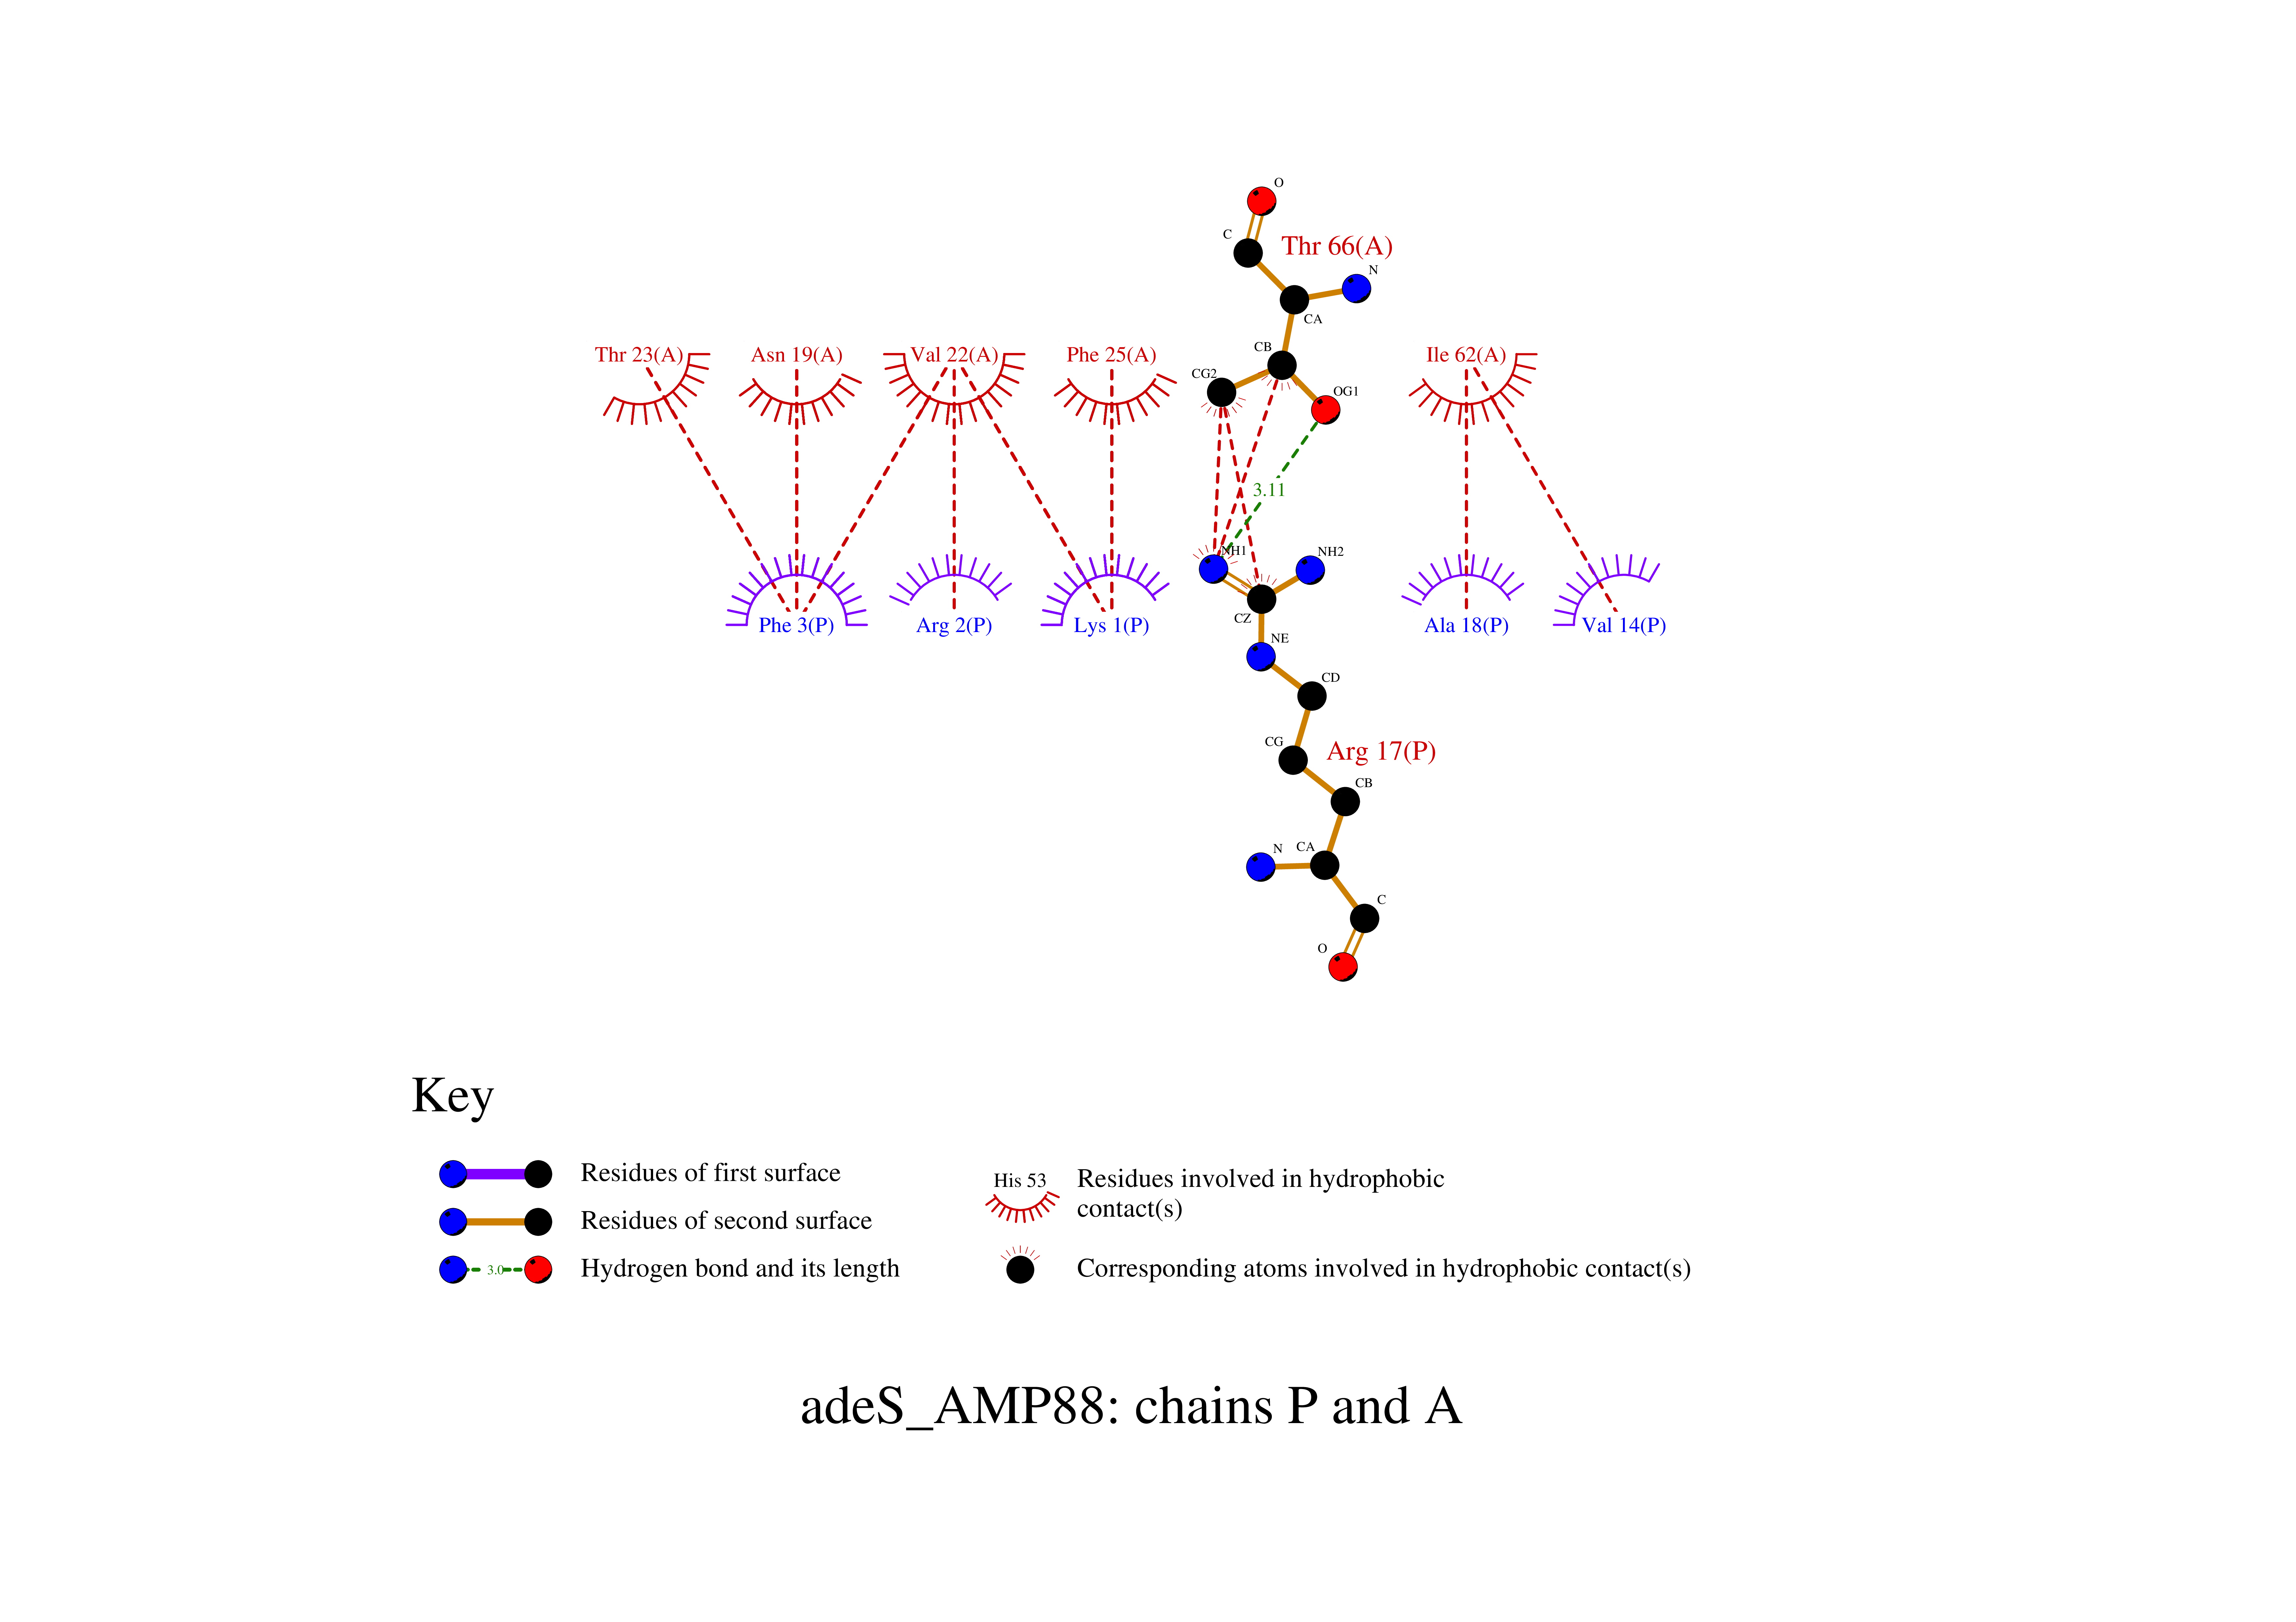 O
C
Thr 66(A)
N
CA
CB
Thr 23(A) Asn 19(A) Val 22(A) Phe 25(A) Ile 62(A)
CG2
OG1
3.11
NH1 NH2
CZ
Phe 3(P) Arg 2(P) Lys 1(P) Ala 18(P) Val 14(P)
NE
CD
CG
Arg 17(P)
CB
N CA
C
O
Key
Residues of first surface
His 53 Residues involved in hydrophobic
contact(s)
Residues of second surface
3.0 Hydrogen bond and its length
Corresponding atoms involved in hydrophobic contact(s)
adeS_AMP88: chains P and A